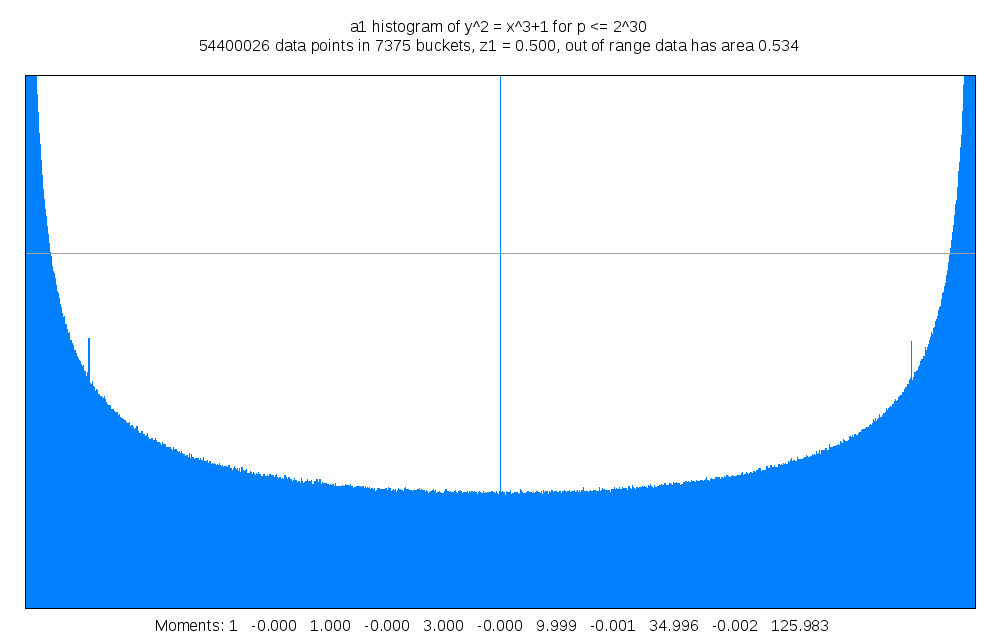 a1 histogram of y^2 = x^3+1 for p <= 2^30
54400026 data points in 7375 buckets, z1 = 0.500, out of range data has area 0.534
Moments: 1 -0.000 1.000 -0.000 3.000 -0.000 9.999 -0.001 34.996 -0.002 125.983